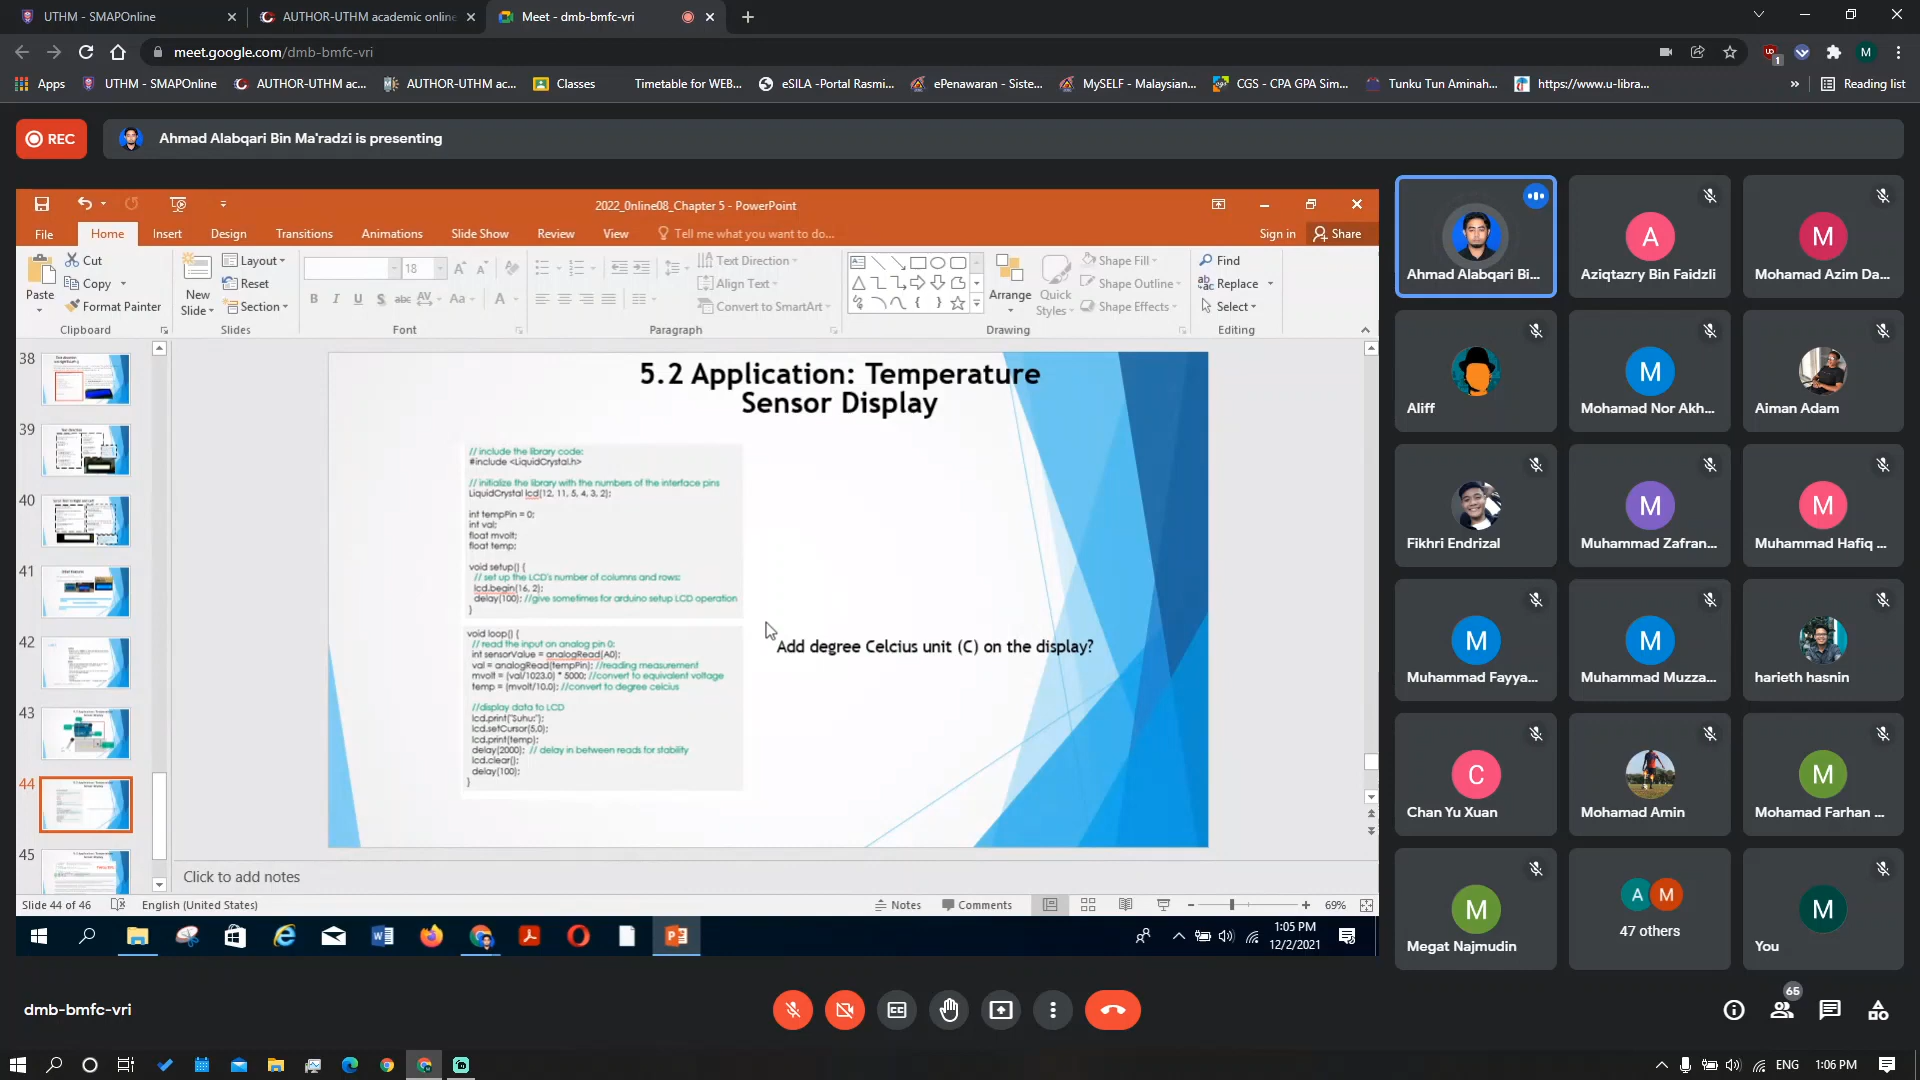 UTHM - SMAPOnline
AUTHOR-UTHM academic online
Meet - dmb-bmfc-vri
meet.google.com/dmb-bmfc-vri
M
Apps
UTHM - SMAPOnline
AUTHOR-UTHM ac...
AUTHOR-UTHM ac...
Classes
Timetable for WEB...
eSILA -Portal Rasmi...
ePenawaran - Siste...
MySELF - Malaysian...
CGS - CPA GPA Sim...
Tunku Tun Aminah...
https://www.u-libra...
»
Reading list
REC
Ahmad Alabqari Bin Ma'radzi is presenting
2022_0nline08_Chapter 5 - PowerPoint
File
Home
Insert
Design
Transitions
Animations
Slide Show
Review
View
Tell me what you want to do...
Sign in
Share
Paste
Cut
Copy
Format Painter
Clipboard
New
Slide
Layout
Reset
Section
Slides
18
B I U S abc AV Aa A
Font
Text Direction
Align Text
Convert to SmartArt
Paragraph
Arrange
Quick
Styles
Shape Fill
Shape Outline
Shape Effects
Drawing
Find
Replace
Select
Editing
38
39
40
41
42
43
44
45
5.2 Application: Temperature
Sensor Display
// include the library code:
#include <LiquidCrystal.h>
// initialize the library with the numbers of the interface pins
LiquidCrystal lcd(12, 11, 5, 4, 3, 2);
int tempPin = 0;
int val;
float mvolt;
float temp;
void setup() {
// set up the LCD's number of columns and rows:
lcd.begin(16, 2);
delay(100); //give sometimes for arduino setup LCD operation
}
void loop() {
// read the input on analog pin 0:
int sensorValue = analogRead(A0);
val = analogRead(tempPin); //reading measurement
mvolt = (val/1023.0) * 5000; //convert to equivalent voltage
temp = (mvolt/10.0); //convert to degree celcius
//display data to LCD
lcd.print("Suhu:");
lcd.setCursor(5,0);
lcd.print(temp);
delay(2000); // delay in between reads for stability
lcd.clear();
delay(100);
}
Add degree Celcius unit (C) on the display?
Click to add notes
Slide 44 of 46
English (United States)
Notes
Comments
69%
1:05 PM
12/2/2021
Ahmad Alabqari Bi...
A
Aziqtazry Bin Faidzli
M
Mohamad Azim Da...
Aliff
M
Mohamad Nor Akh...
Aiman Adam
Fikhri Endrizal
M
Muhammad Zafran...
M
Muhammad Hafiq ...
M
Muhammad Fayya...
M
Muhammad Muzza...
harieth hasnin
C
Chan Yu Xuan
Mohamad Amin
M
Mohamad Farhan ...
M
Megat Najmudin
A M
47 others
M
You
dmb-bmfc-vri
65
ENG
1:06 PM